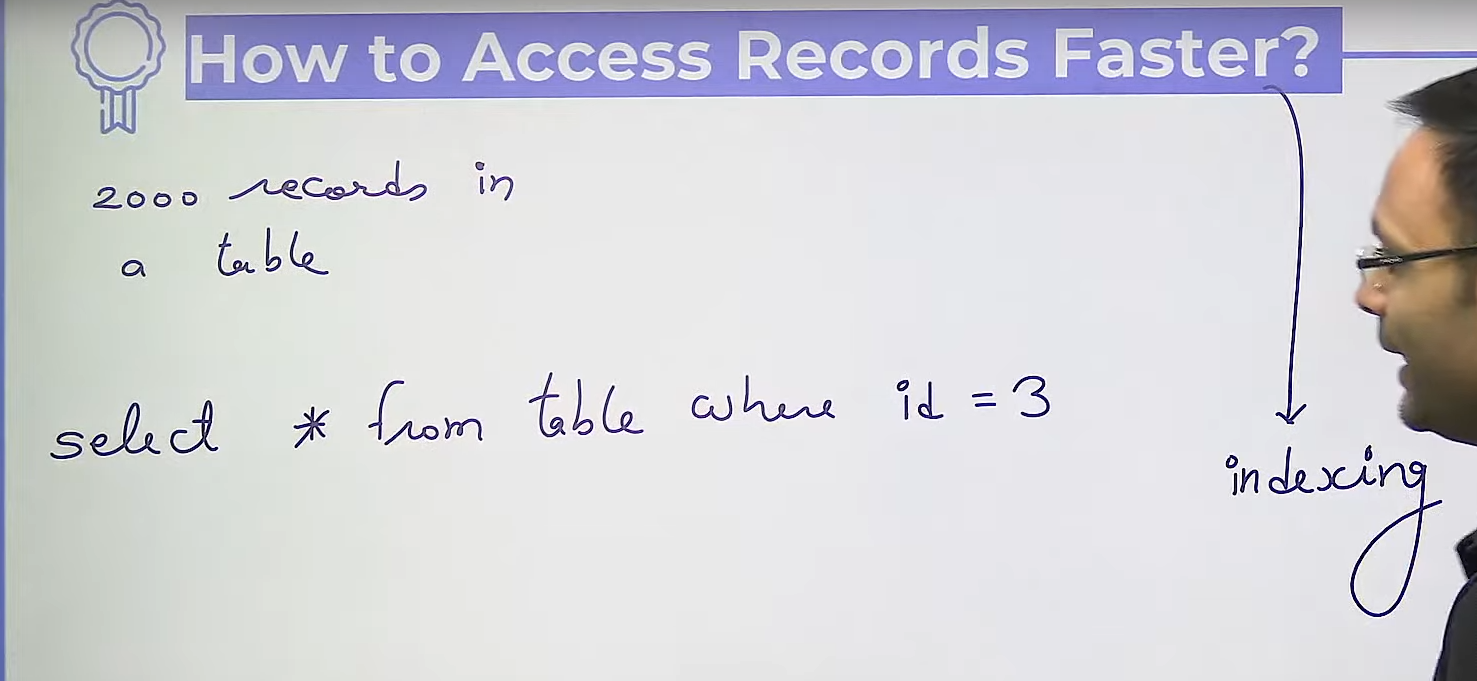 How to Access Records Faster?
2000 records in
a table
select * from table where id = 3
indexing